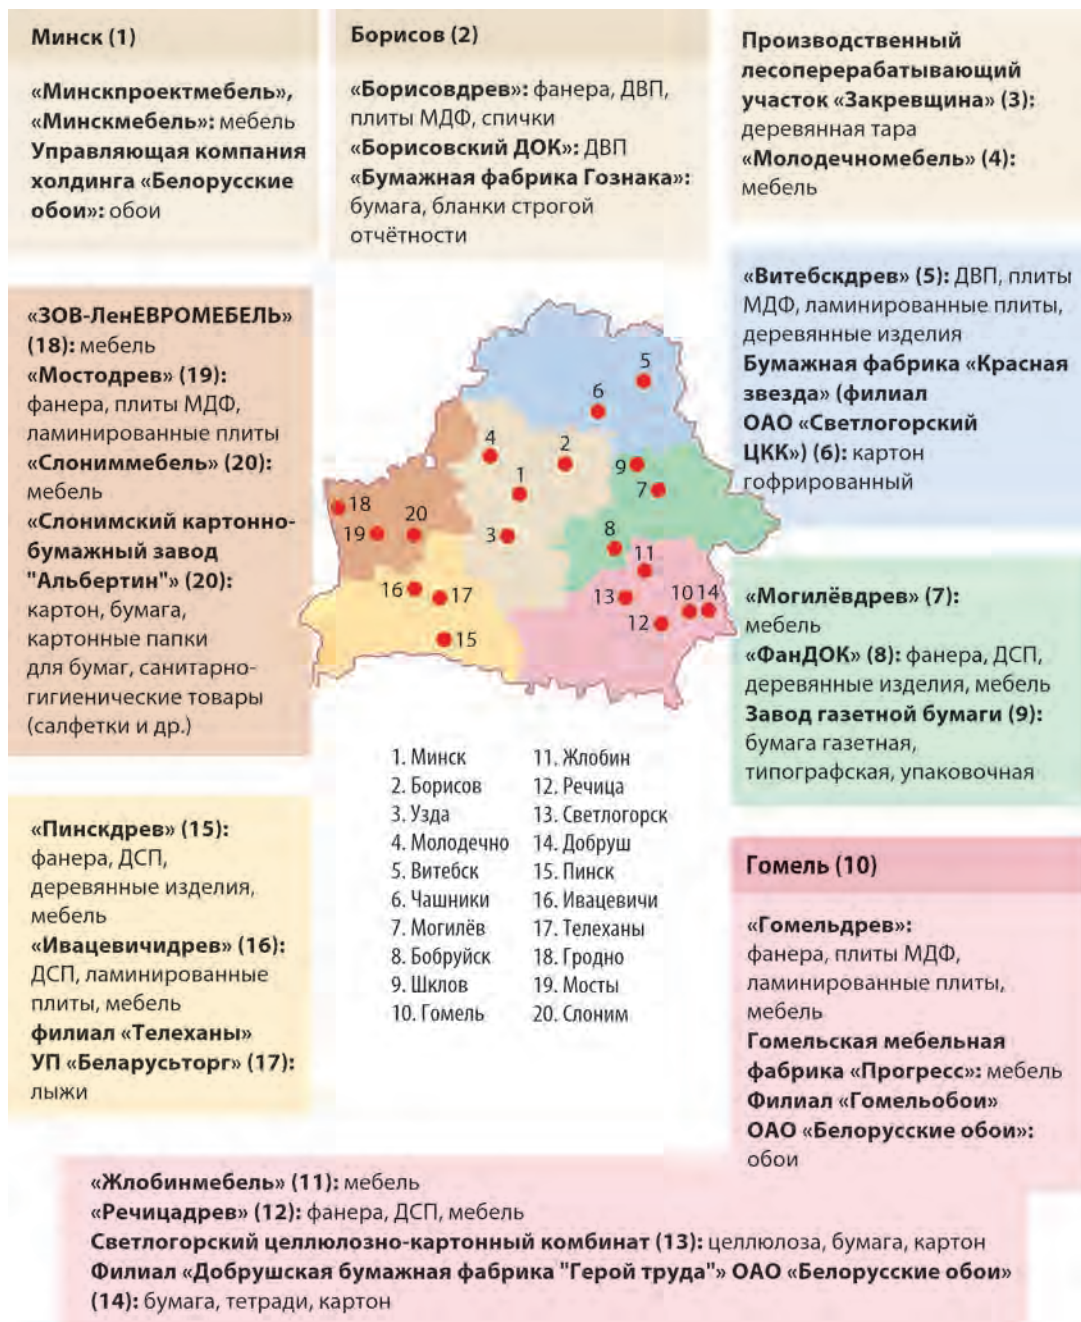 Минск (1)
«Минскпроектмебель»,
«Минскмебель»: мебель
Управляющая компания
холдинга «Белорусские
обои»: обои
Борисов (2)
«Борисовдрев»: фанера, ДВП,
плиты МДФ, спички
«Борисовский ДОК»: ДВП
«Бумажная фабрика Гознака»:
бумага, бланки строгой
отчётности
Производственный
лесоперерабатывающий
участок «Закревщина» (3):
деревянная тара
«Молодечномебель» (4):
мебель
«Витебскдрев» (5): ДВП, плиты
МДФ, ламинированные плиты,
деревянные изделия
Бумажная фабрика «Красная
звезда» (филиал
ОАО «Светлогорский
ЦКК») (6): картон
гофрированный
«ЗОВ-ЛенЕВРОМЕБЕЛЬ»
(18): мебель
«Мостодрев» (19):
фанера, плиты МДФ,
ламинированные плиты
«Слониммебель» (20):
мебель
«Слонимский картонно-
бумажный завод
"Альбертин"» (20):
картон, бумага,
картонные папки
для бумаг, санитарно-
гигиенические товары
(салфетки и др.)
5
6
4
2
9
1
7
18
19
20
3
8
11
16
17
13
10
14
12
15
«Могилёвдрев» (7):
мебель
«ФанДОК» (8): фанера, ДСП,
деревянные изделия, мебель
Завод газетной бумаги (9):
бумага газетная,
типографская, упаковочная
1. Минск
2. Борисов
3. Узда
4. Молодечно
5. Витебск
6. Чашники
7. Могилёв
8. Бобруйск
9. Шклов
10. Гомель
11. Жлобин
12. Речица
13. Светлогорск
14. Добруш
15. Пинск
16. Ивацевичи
17. Телеханы
18. Гродно
19. Мосты
20. Слоним
«Пинскдрев» (15):
фанера, ДСП,
деревянные изделия,
мебель
«Ивацевичидрев» (16):
ДСП, ламинированные
плиты, мебель
филиал «Телеханы»
УП «Беларусьторг» (17):
лыжи
Гомель (10)
«Гомельдрев»:
фанера, плиты МДФ,
ламинированные плиты,
мебель
Гомельская мебельная
фабрика «Прогресс»: мебель
Филиал «Гомельобои»
ОАО «Белорусские обои»:
обои
«Жлобинмебель» (11): мебель
«Речицадрев» (12): фанера, ДСП, мебель
Светлогорский целлюлозно-картонный комбинат (13): целлюлоза, бумага, картон
Филиал «Добрушская бумажная фабрика "Герой труда"» ОАО «Белорусские обои»
(14): бумага, тетради, картон